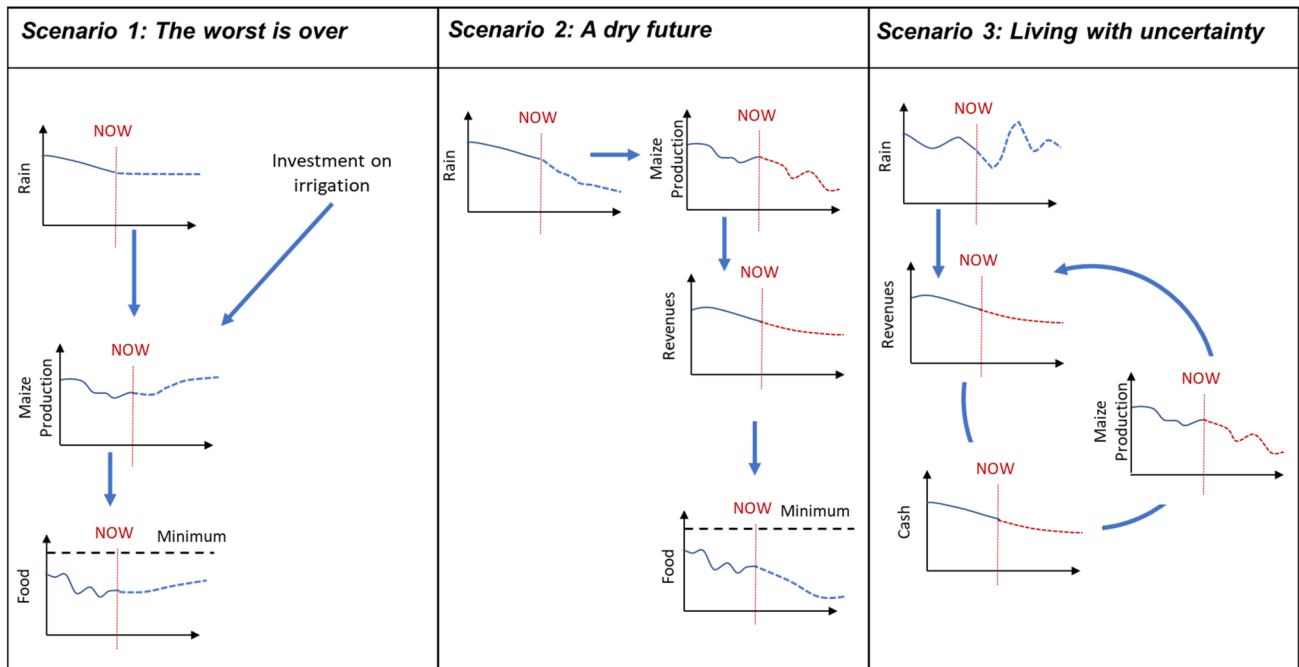 Scenario 1: The worst is over
NOW
Rain
Investment on
irrigation
NOW
Maize
Production
NOW
Minimum
Food
Scenario 2: A dry future
NOW
Rain
NOW
Maize
Production
NOW
Revenues
NOW
Minimum
Food
Scenario 3: Living with uncertainty
NOW
Rain
NOW
Revenues
NOW
Maize
Production
NOW
Cash